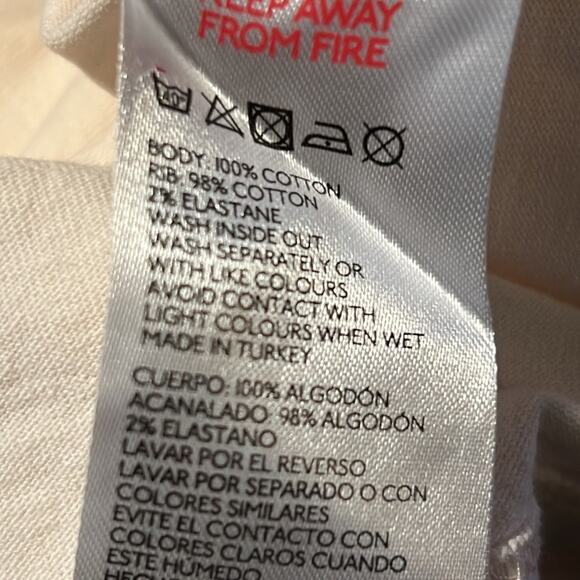 KEEP AWAY
FROM FIRE
40°
BODY: 100% COTTON
RIB: 98% COTTON
2% ELASTANE
WASH INSIDE OUT
WASH SEPARATELY OR
WITH LIKE COLOURS
AVOID CONTACT WITH
LIGHT COLOURS WHEN WET
MADE IN TURKEY
CUERPO: 100% ALGODÓN
ACANALADO: 98% ALGODÓN
2% ELASTANO
LAVAR POR EL REVERSO
LAVAR POR SEPARADO O CON
COLORES SIMILARES
EVITE EL CONTACTO CON
COLORES CLAROS CUANDO
ESTE HÚMEDO